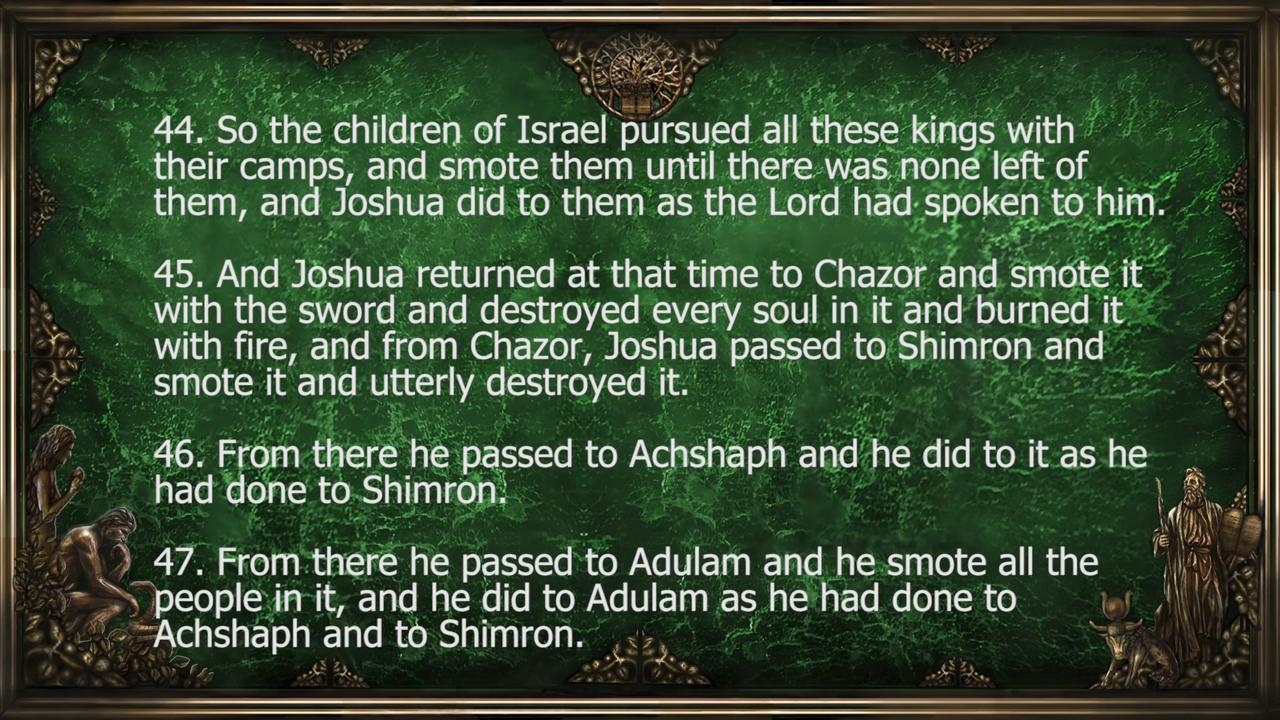 44. So the children of Israel pursued all these kings with
their camps, and smote them until there was none left of
them, and Joshua did to them as the Lord had spoken to him.
45. And Joshua returned at that time to Chazor and smote it
with the sword and destroyed every soul in it and burned it
with fire, and from Chazor, Joshua passed to Shimron and
smote it and utterly destroyed it.
46. From there he passed to Achshaph and he did to it as he
had done to Shimron.
47. From there he passed to Adulam and he smote all the
people in it, and he did to Adulam as he had done to
Achshaph and to Shimron.